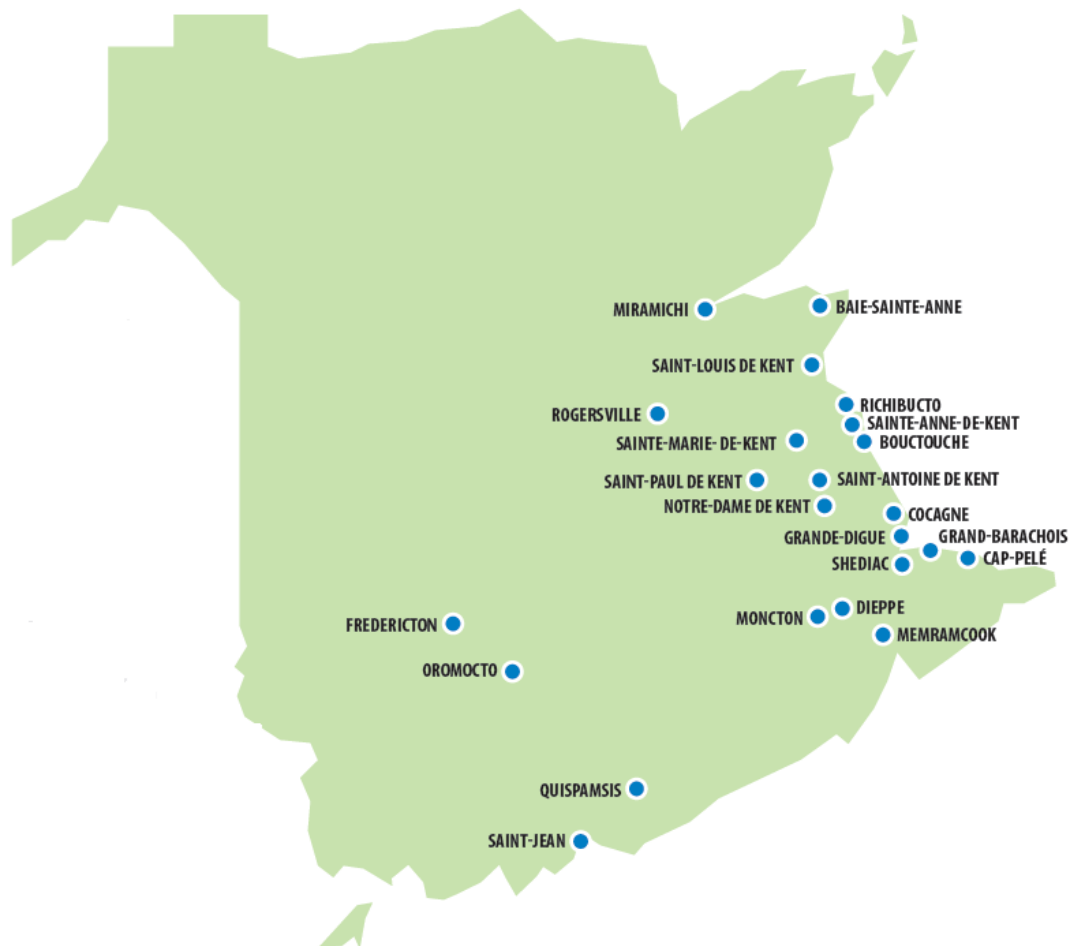 MIRAMICHI
BAIE-SAINTE-ANNE
SAINT-LOUIS DE KENT
RICHIBUCTO
ROGERSVILLE
SAINTE-ANNE-DE-KENT
SAINTE-MARIE- DE-KENT
BOUCTOUCHE
SAINT-PAUL DE KENT
SAINT-ANTOINE DE KENT
NOTRE-DAME DE KENT
COCAGNE
GRANDE-DIGUE
GRAND-BARACHOIS
SHEDIAC
CAP-PELÉ
DIEPPE
MONCTON
FREDERICTON
MEMRAMCOOK
OROMOCTO
QUISPAMSIS
SAINT-JEAN